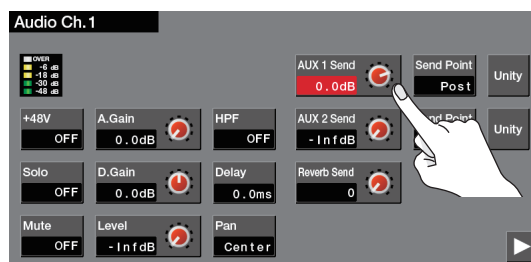 Audio Ch.1
OVER
-6 dB
-18 dB
-30 dB
-48 dB
AUX 1 Send
0.0dB
Send Point
Post
Unity
+48V
OFF
A.Gain
0.0dB
HPF
OFF
AUX 2 Send
-InfdB
Send Point
Unity
Solo
OFF
D.Gain
0.0dB
Delay
0.0ms
Reverb Send
0
Mute
OFF
Level
-InfdB
Pan
Center